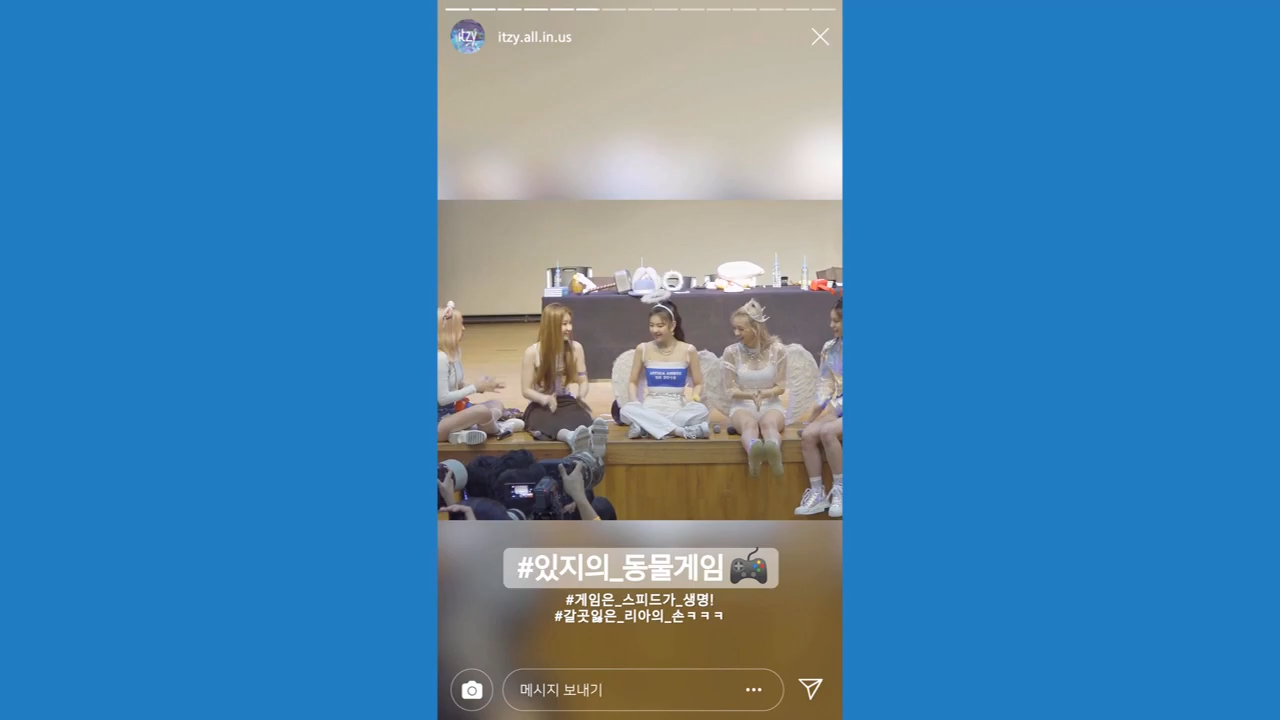 itzy
itzy.all.in.us
#있지의_동물게임
#게임은_스피드가_생명!
#갈곳잃은_리아의_손ㅋㅋㅋ
메시지 보내기